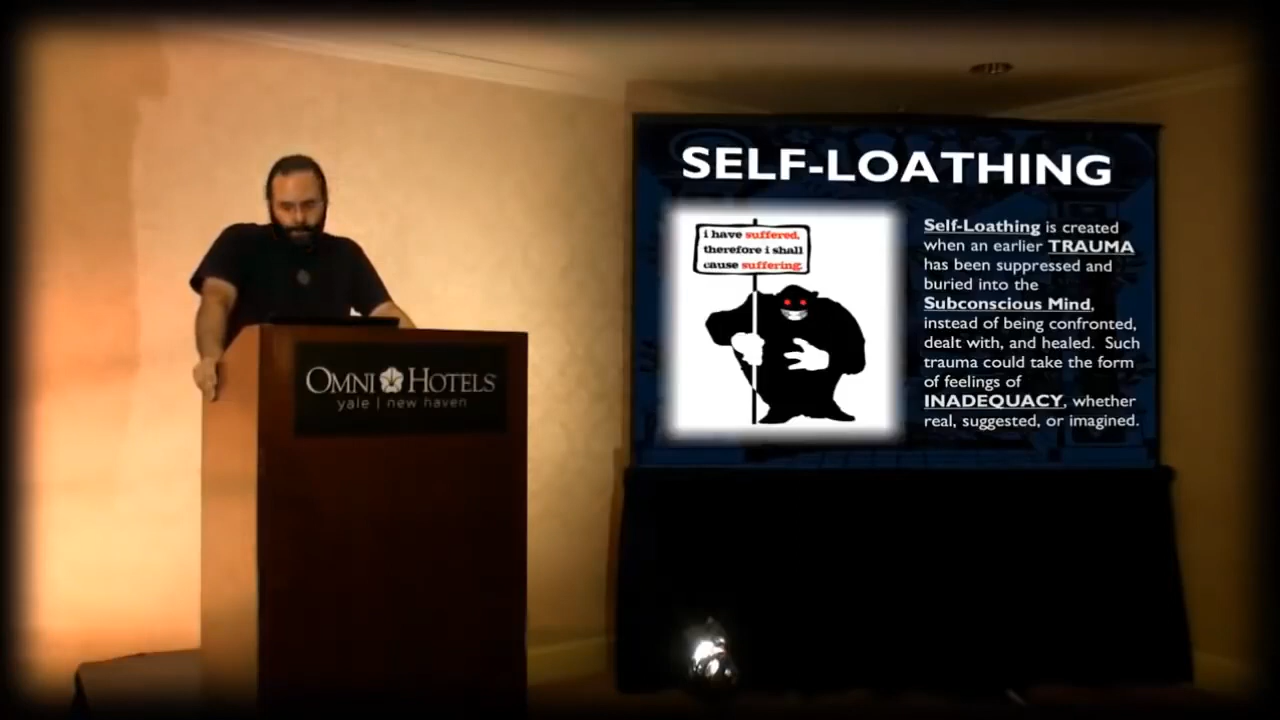 SELF-LOATHING
i have suffered,
therefore i shall
cause suffering.
Self-Loathing is created
when an earlier TRAUMA
has been suppressed and
buried into the
Subconscious Mind,
instead of being confronted,
dealt with, and healed. Such
trauma could take the form
of feelings of
INADEQUACY, whether
real, suggested, or imagined.
OMNI HOTELS
yale | new haven